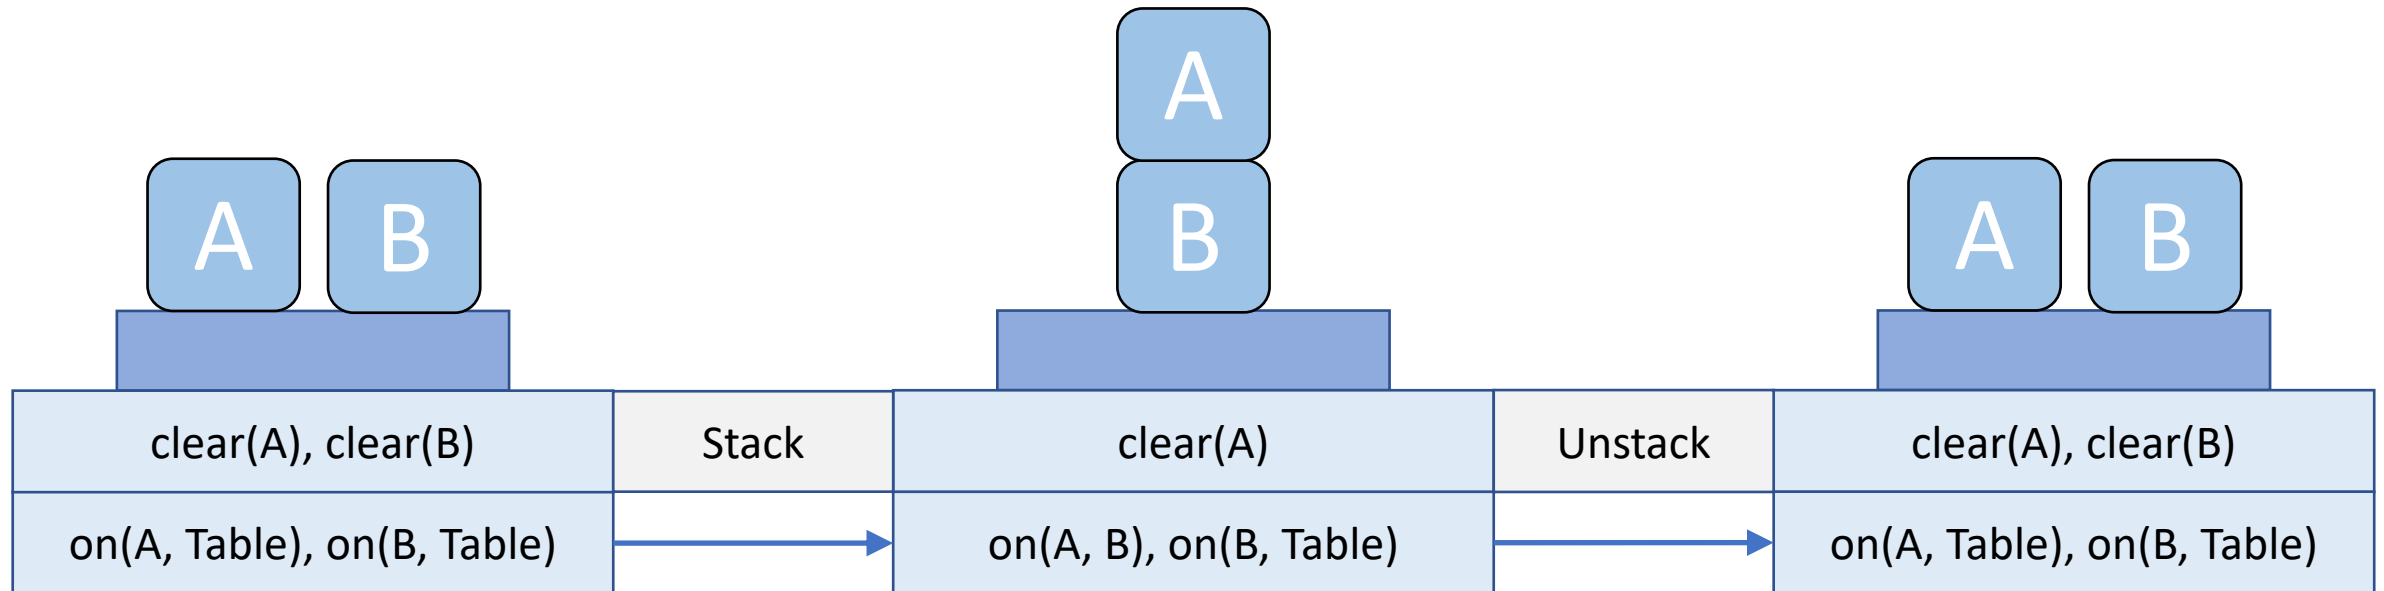 A
A B
B
A B
clear(A), clear(B)
Stack
clear(A)
Unstack
clear(A), clear(B)
on(A, Table), on(B, Table)
on(A, B), on(B, Table)
on(A, Table), on(B, Table)